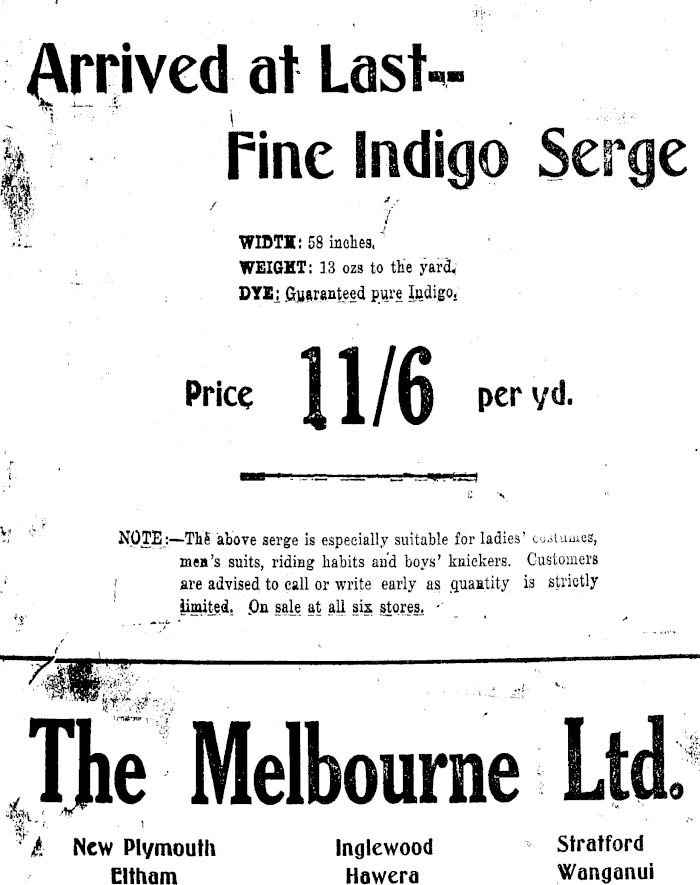 Arrived at Last--
Fine Indigo Serge
WIDTH: 58 inches.
WEIGHT: 13 ozs to the yard.
DYE: Guaranteed pure Indigo.
Price 11/6 per yd.
NOTE:—The above serge is especially suitable for ladies' costumes,
men's suits, riding habits and boys' knickers. Customers
are advised to call or write early as quantity is strictly
limited. On sale at all six stores.
The Melbourne Ltd.
New Plymouth Inglewood Stratford
Eltham Hawera Wanganui